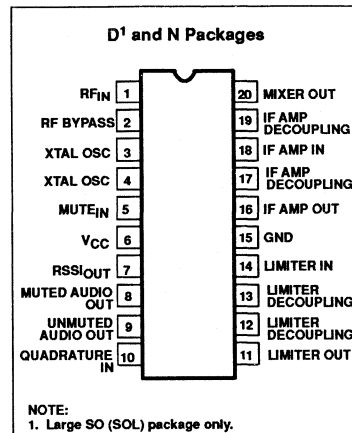 D1 and N Packages
RFIN 1
RF BYPASS 2
XTAL OSC 3
XTAL OSC 4
MUTEIN 5
VCC 6
RSSIOUT 7
MUTED AUDIO
OUT 8
UNMUTED
AUDIO OUT 9
QUADRATURE
IN 10
20 MIXER OUT
19 IF AMP
DECOUPLING
18 IF AMP IN
17 IF AMP
DECOUPLING
16 IF AMP OUT
15 GND
14 LIMITER IN
13 LIMITER
DECOUPLING
12 LIMITER
DECOUPLING
11 LIMITER OUT
NOTE:
1. Large SO (SOL) package only.